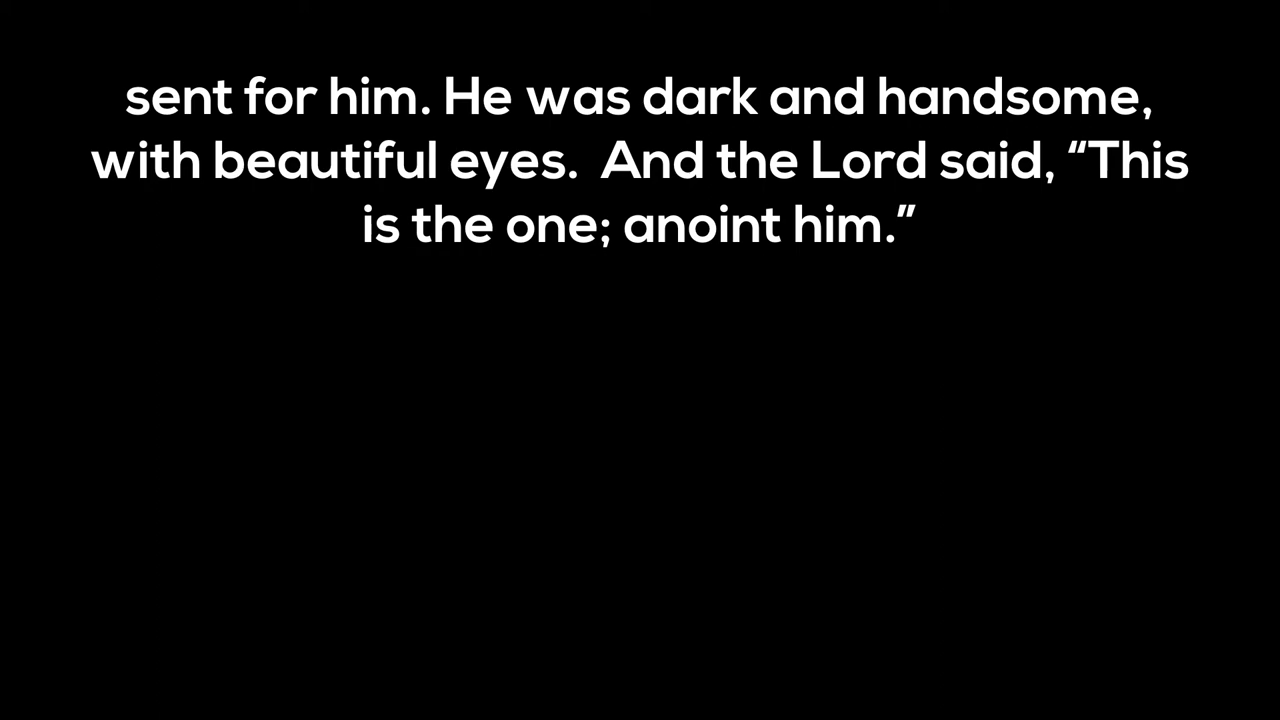 sent for him. He was dark and handsome,
with beautiful eyes.  And the Lord said, “This
is the one; anoint him.”